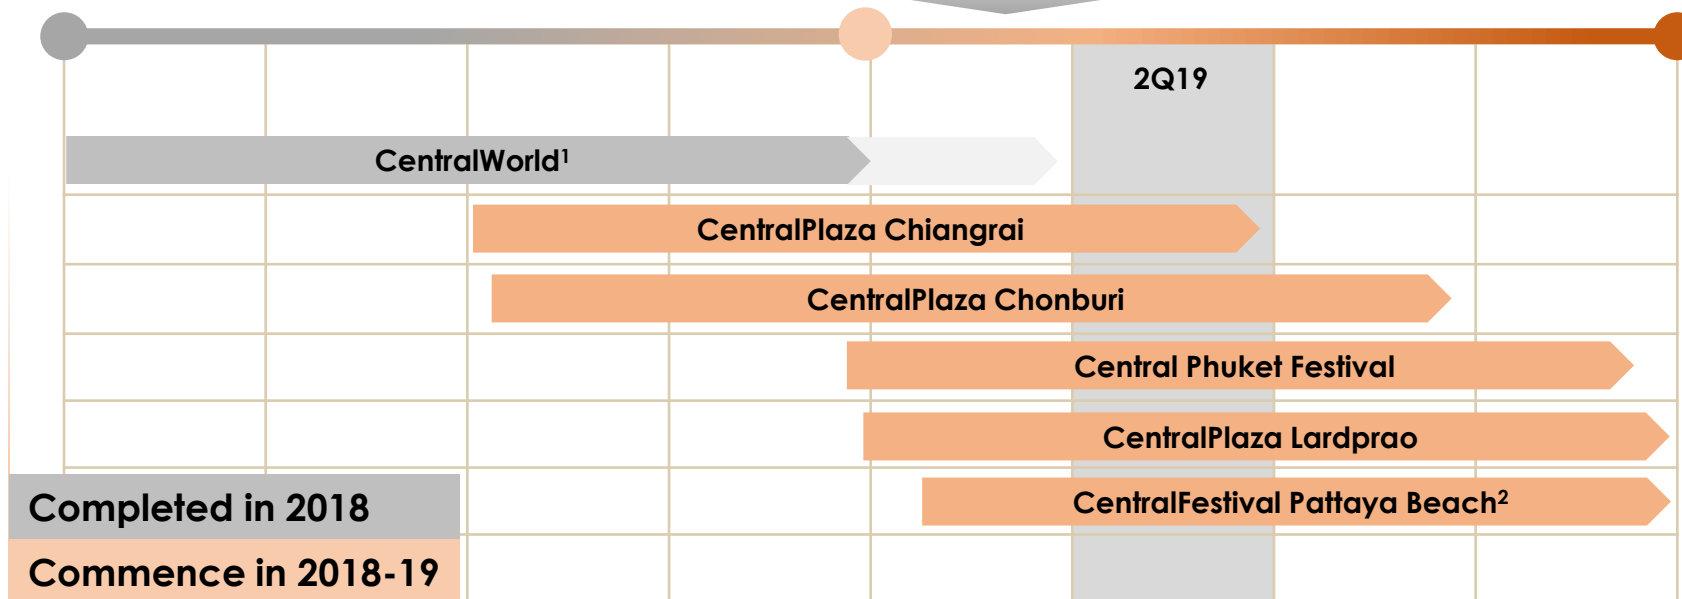 2Q19
CentralWorld¹
CentralPlaza Chiangrai
CentralPlaza Chonburi
Central Phuket Festival
CentralPlaza Lardprao
CentralFestival Pattaya Beach²
Completed in 2018
Commence in 2018-19